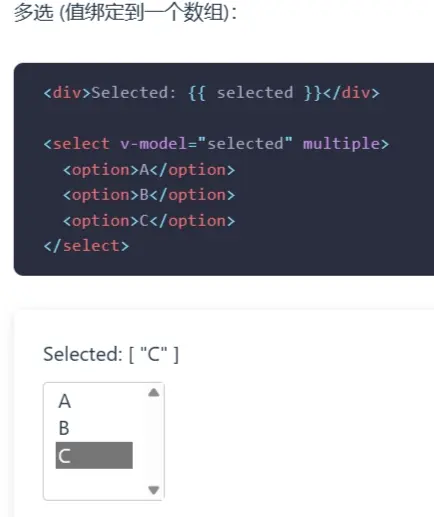 多选 (值绑定到一个数组)：
<div>Selected: {{ selected }}</div>
<select v-model="selected" multiple>
  <option>A</option>
  <option>B</option>
  <option>C</option>
</select>
Selected: [ "C" ]
A
B
C